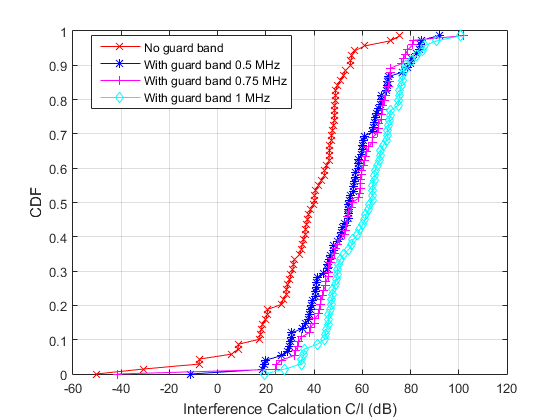 No guard band
With guard band 0.5 MHz
With guard band 0.75 MHz
With guard band 1 MHz
1
0.9
0.8
0.7
0.6
0.5
0.4
0.3
0.2
0.1
0
CDF
-60 -40 -20 0 20 40 60 80 100 120
Interference Calculation C/I (dB)